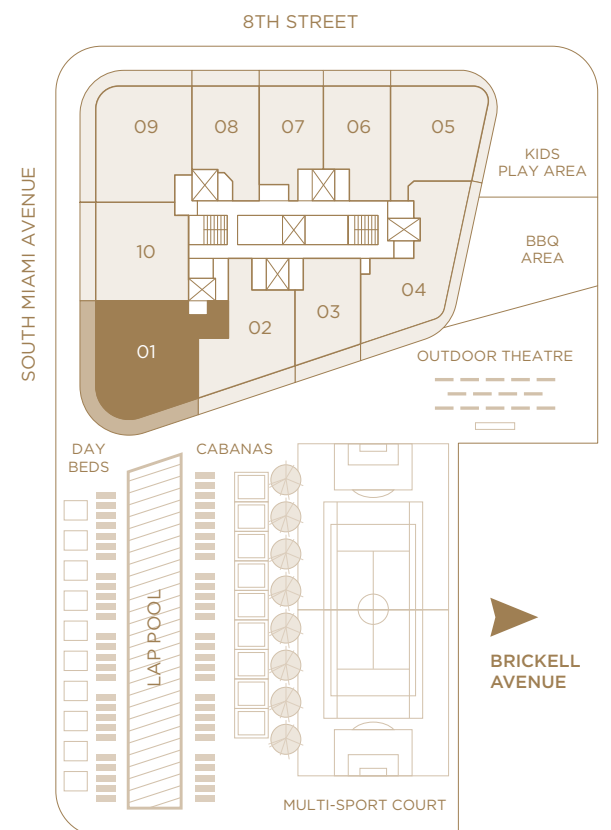 8TH STREET
SOUTH MIAMI AVENUE
09
08
07
06
05
KIDS
PLAY AREA
10
BBQ
AREA
04
03
02
01
OUTDOOR THEATRE
DAY
BEDS
CABANAS
LAP POOL
BRICKELL
AVENUE
MULTI-SPORT COURT